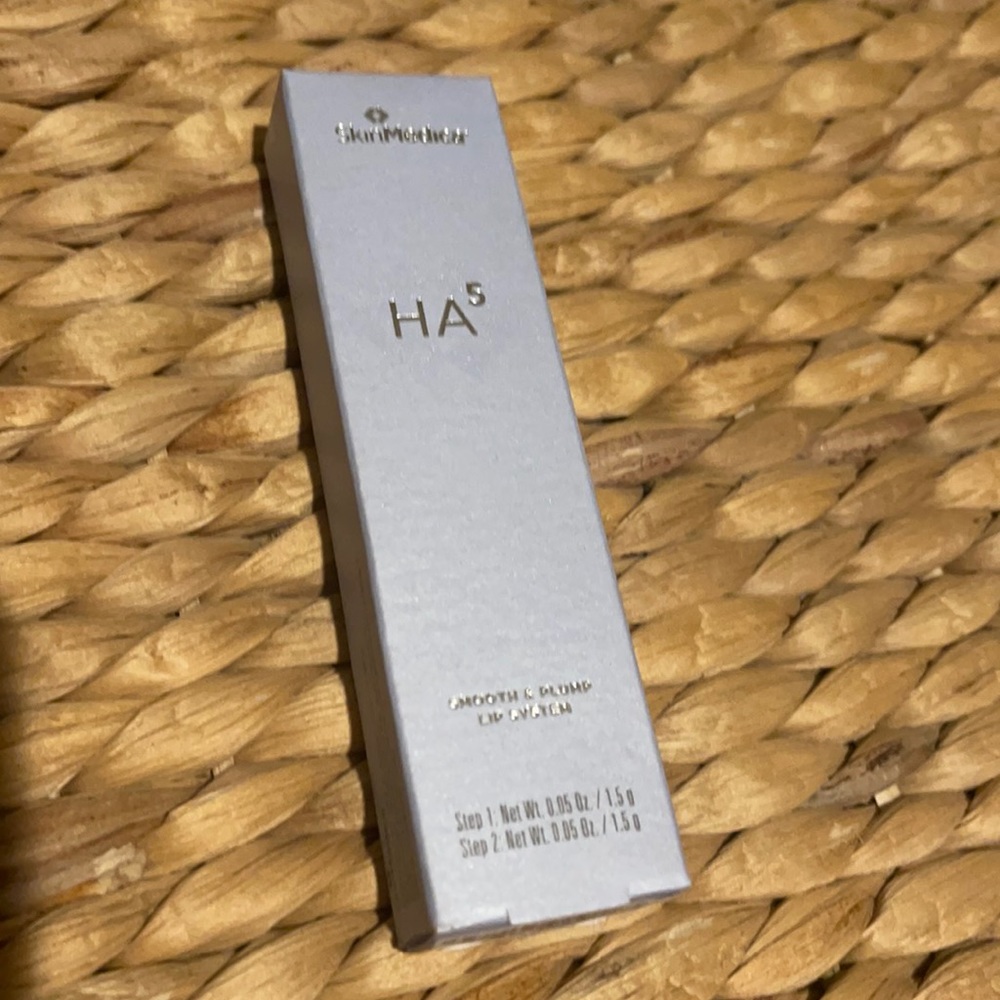 SkinMedica
HA⁵
SMOOTH & PLUMP
LIP SYSTEM
Step 1: Net Wt. 0.05 Oz. / 1.5 g
Step 2: Net Wt. 0.05 Oz. / 1.5 g